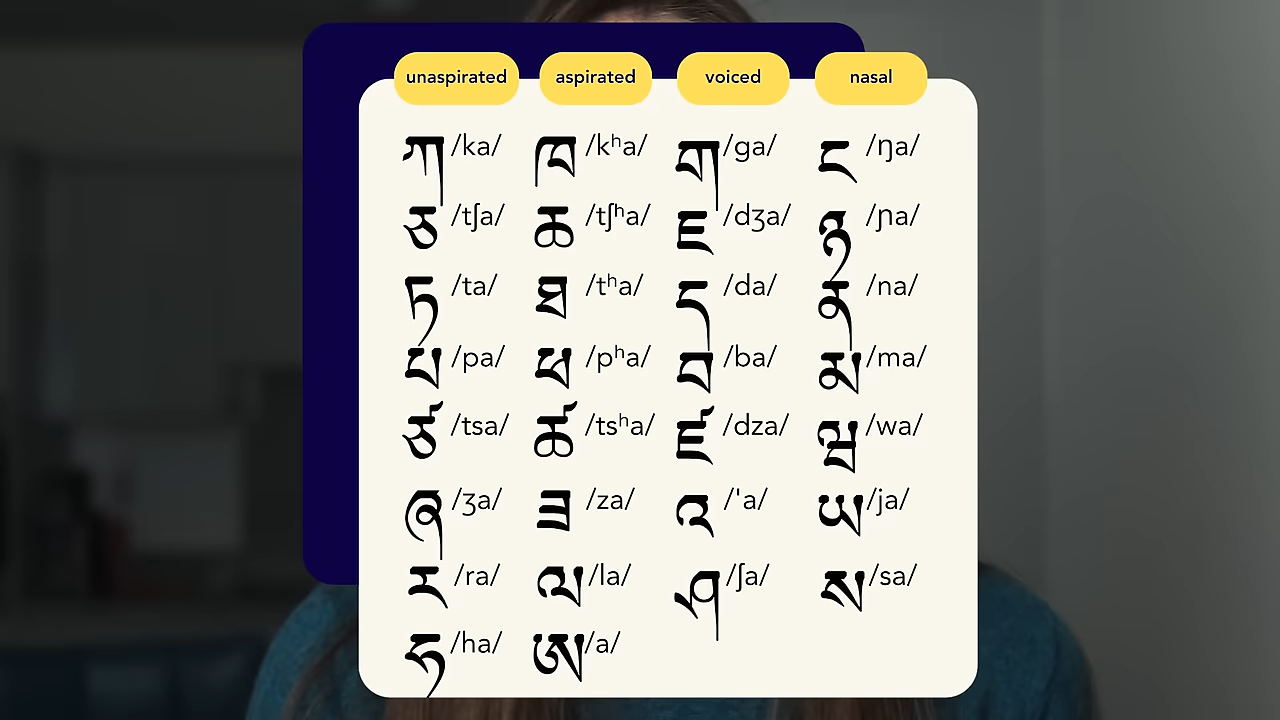 unaspirated aspirated voiced nasal
ཀ /ka/ ཁ /kʰa/ ག /ga/ ང /ŋa/
ཅ /tʃa/ ཆ /tʃʰa/ ཇ /dʒa/ ཉ /ɲa/
ཏ /ta/ ཐ /tʰa/ ད /da/ ན /na/
པ /pa/ ཕ /pʰa/ བ /ba/ མ /ma/
ཙ /tsa/ ཚ /tsʰa/ ཛ /dza/ ཝ /wa/
ཞ /ʒa/ ཟ /za/ འ /'a/ ཡ /ja/
ར /ra/ ལ /la/ ཤ /ʃa/ ས /sa/
ཧ /ha/ ཨ /a/